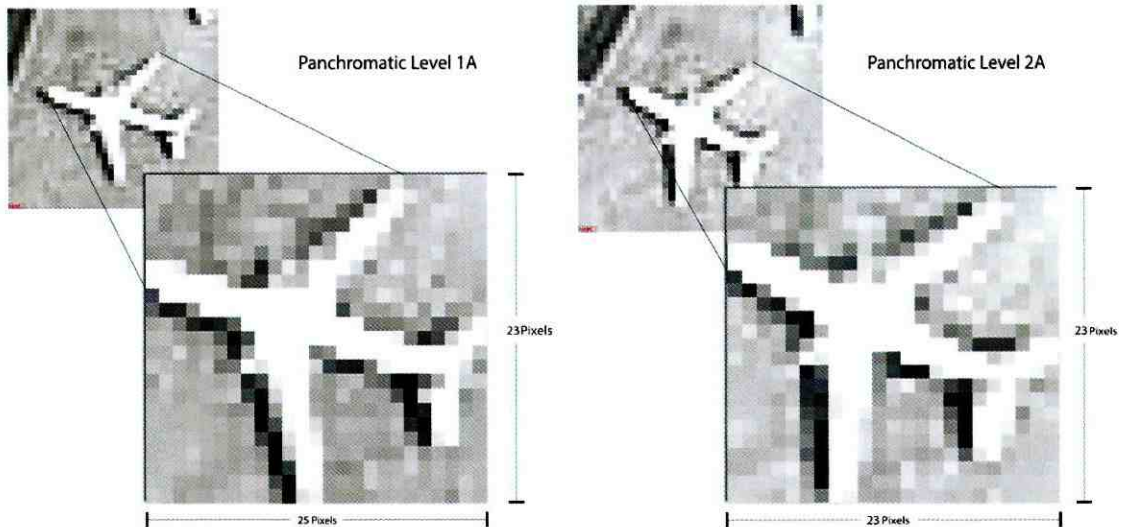 Panchromatic Level 1A
Panchromatic Level 2A
23Pixels
23 Pixels
25 Pixels
23 Pixels